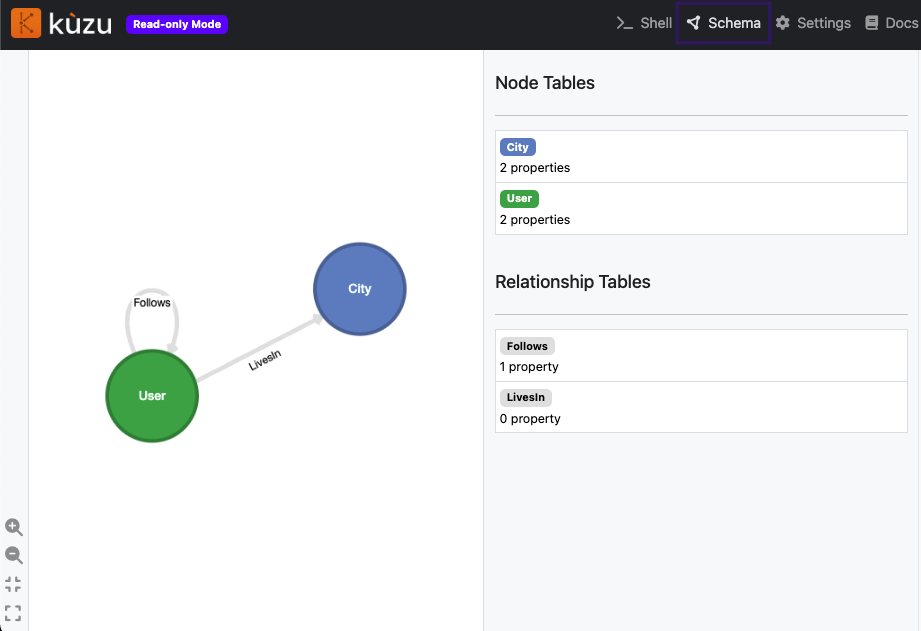 kùzu Read-only Mode Shell Schema Settings Docs
Node Tables
City
2 properties
User
2 properties
Relationship Tables
Follows
1 property
LivesIn
0 property
Follows
City
LivesIn
User